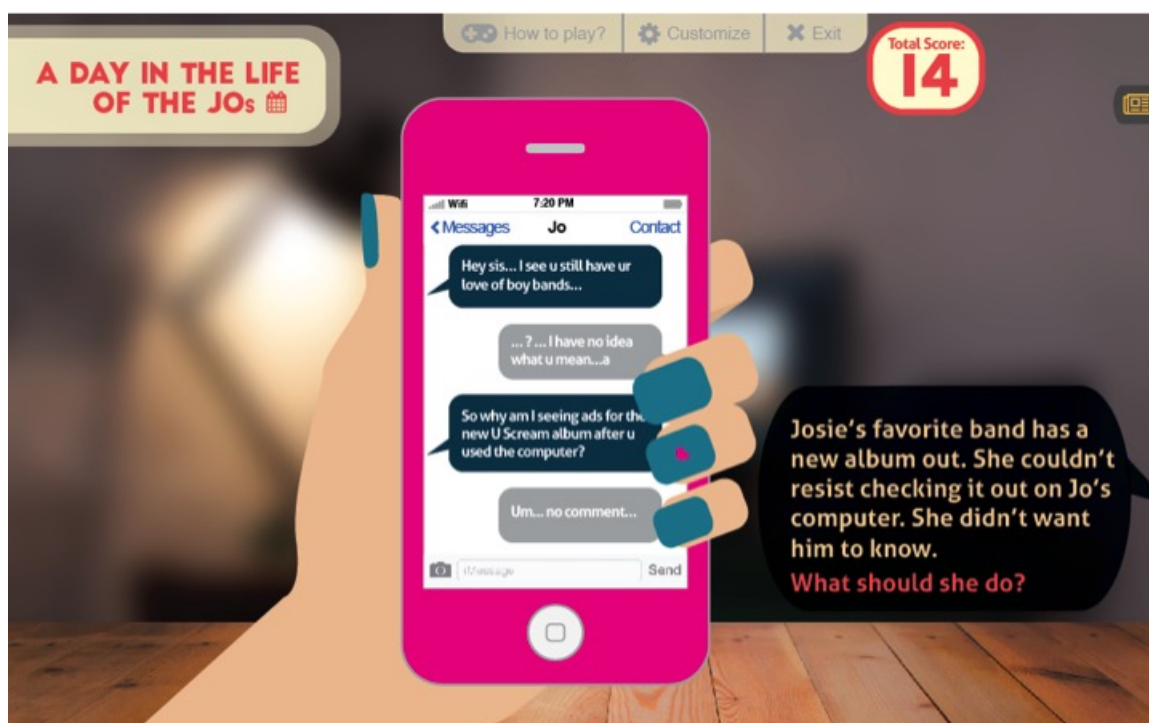 How to play?
Customize
Exit
A DAY IN THE LIFE
OF THE JOs
Total Score:
14
Wifi
7:20 PM
Messages
Jo
Contact
Hey sis... I see u still have ur
love of boy bands...
... ? ... I have no idea
what u mean...a
So why am I seeing ads for the
new U Scream album after u
used the computer?
Um... no comment...
iMessage
Send
Josie's favorite band has a
new album out. She couldn't
resist checking it out on Jo's
computer. She didn't want
him to know.
What should she do?